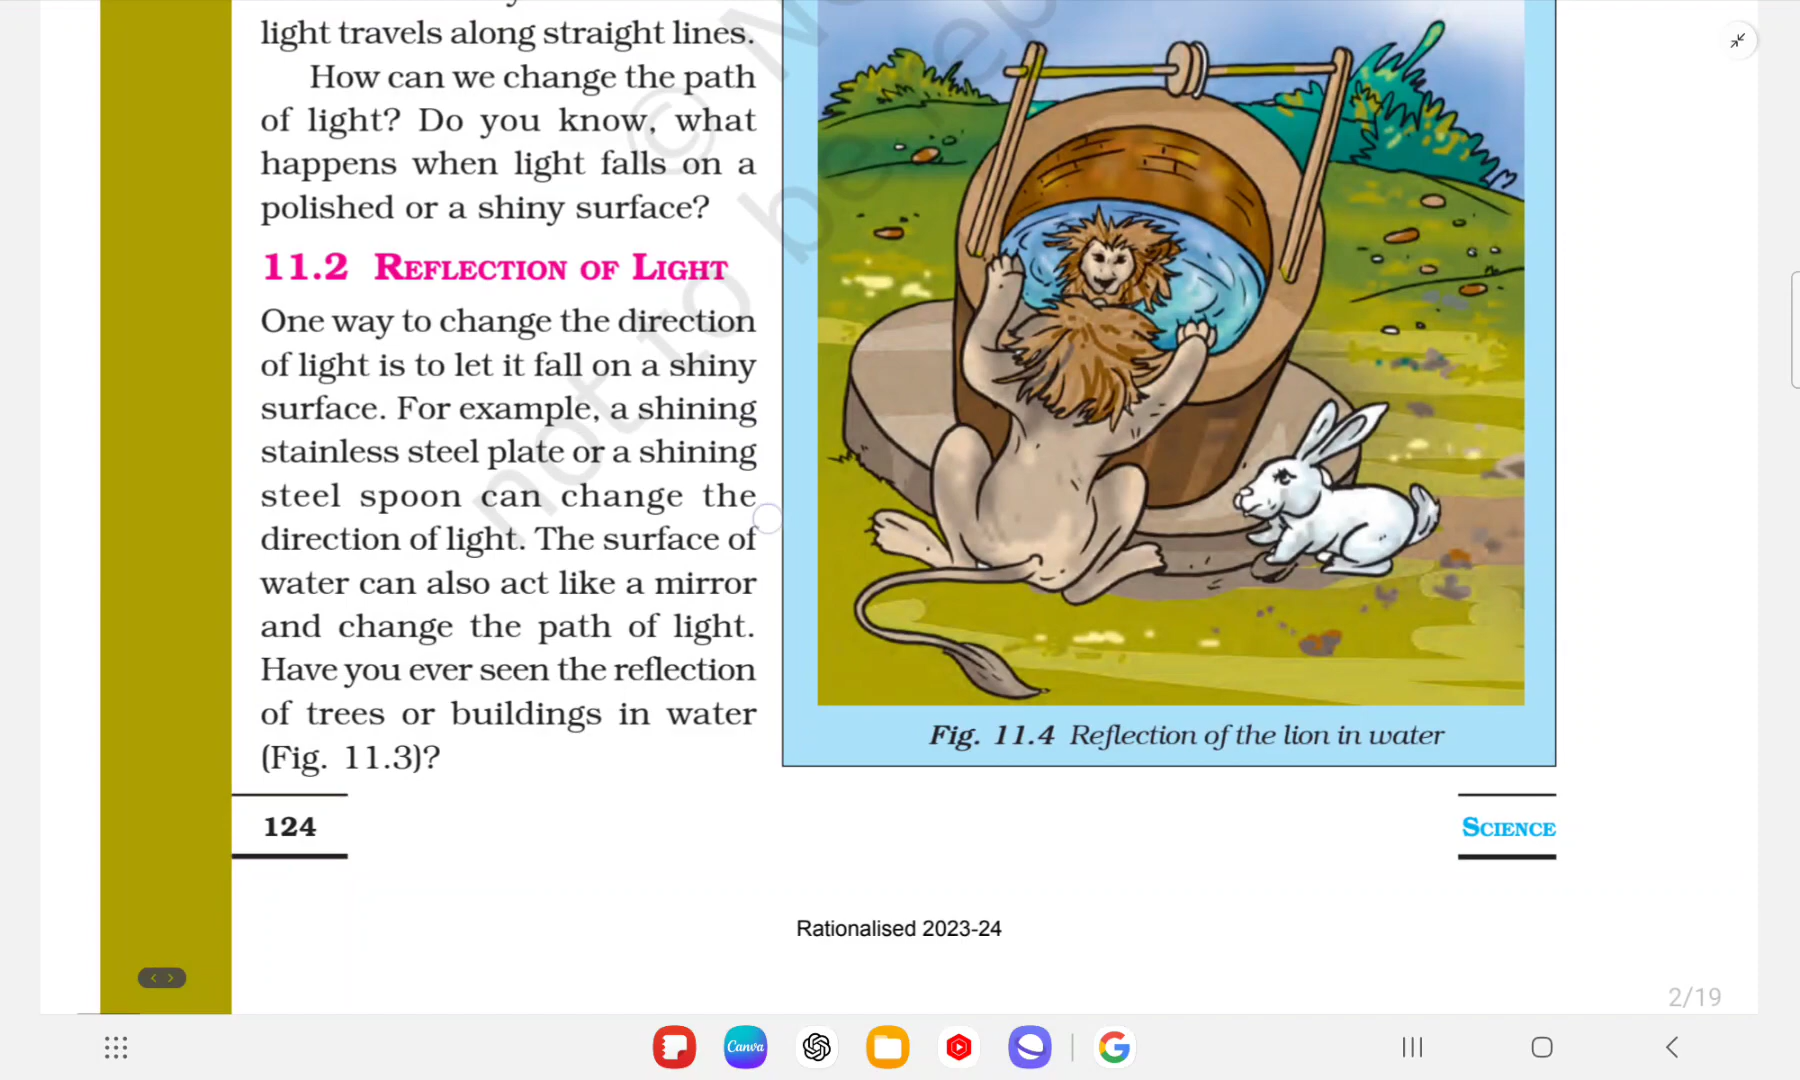 light travels along straight lines.
How can we change the path
of light? Do you know, what
happens when light falls on a
polished or a shiny surface?
11.2 REFLECTION OF LIGHT
One way to change the direction
of light is to let it fall on a shiny
surface. For example, a shining
stainless steel plate or a shining
steel spoon can change the
direction of light. The surface of
water can also act like a mirror
and change the path of light.
Have you ever seen the reflection
of trees or buildings in water
(Fig. 11.3)?
Fig. 11.4 Reflection of the lion in water
124
SCIENCE
Rationalised 2023-24
2/19
not to be rep
© N
Canva